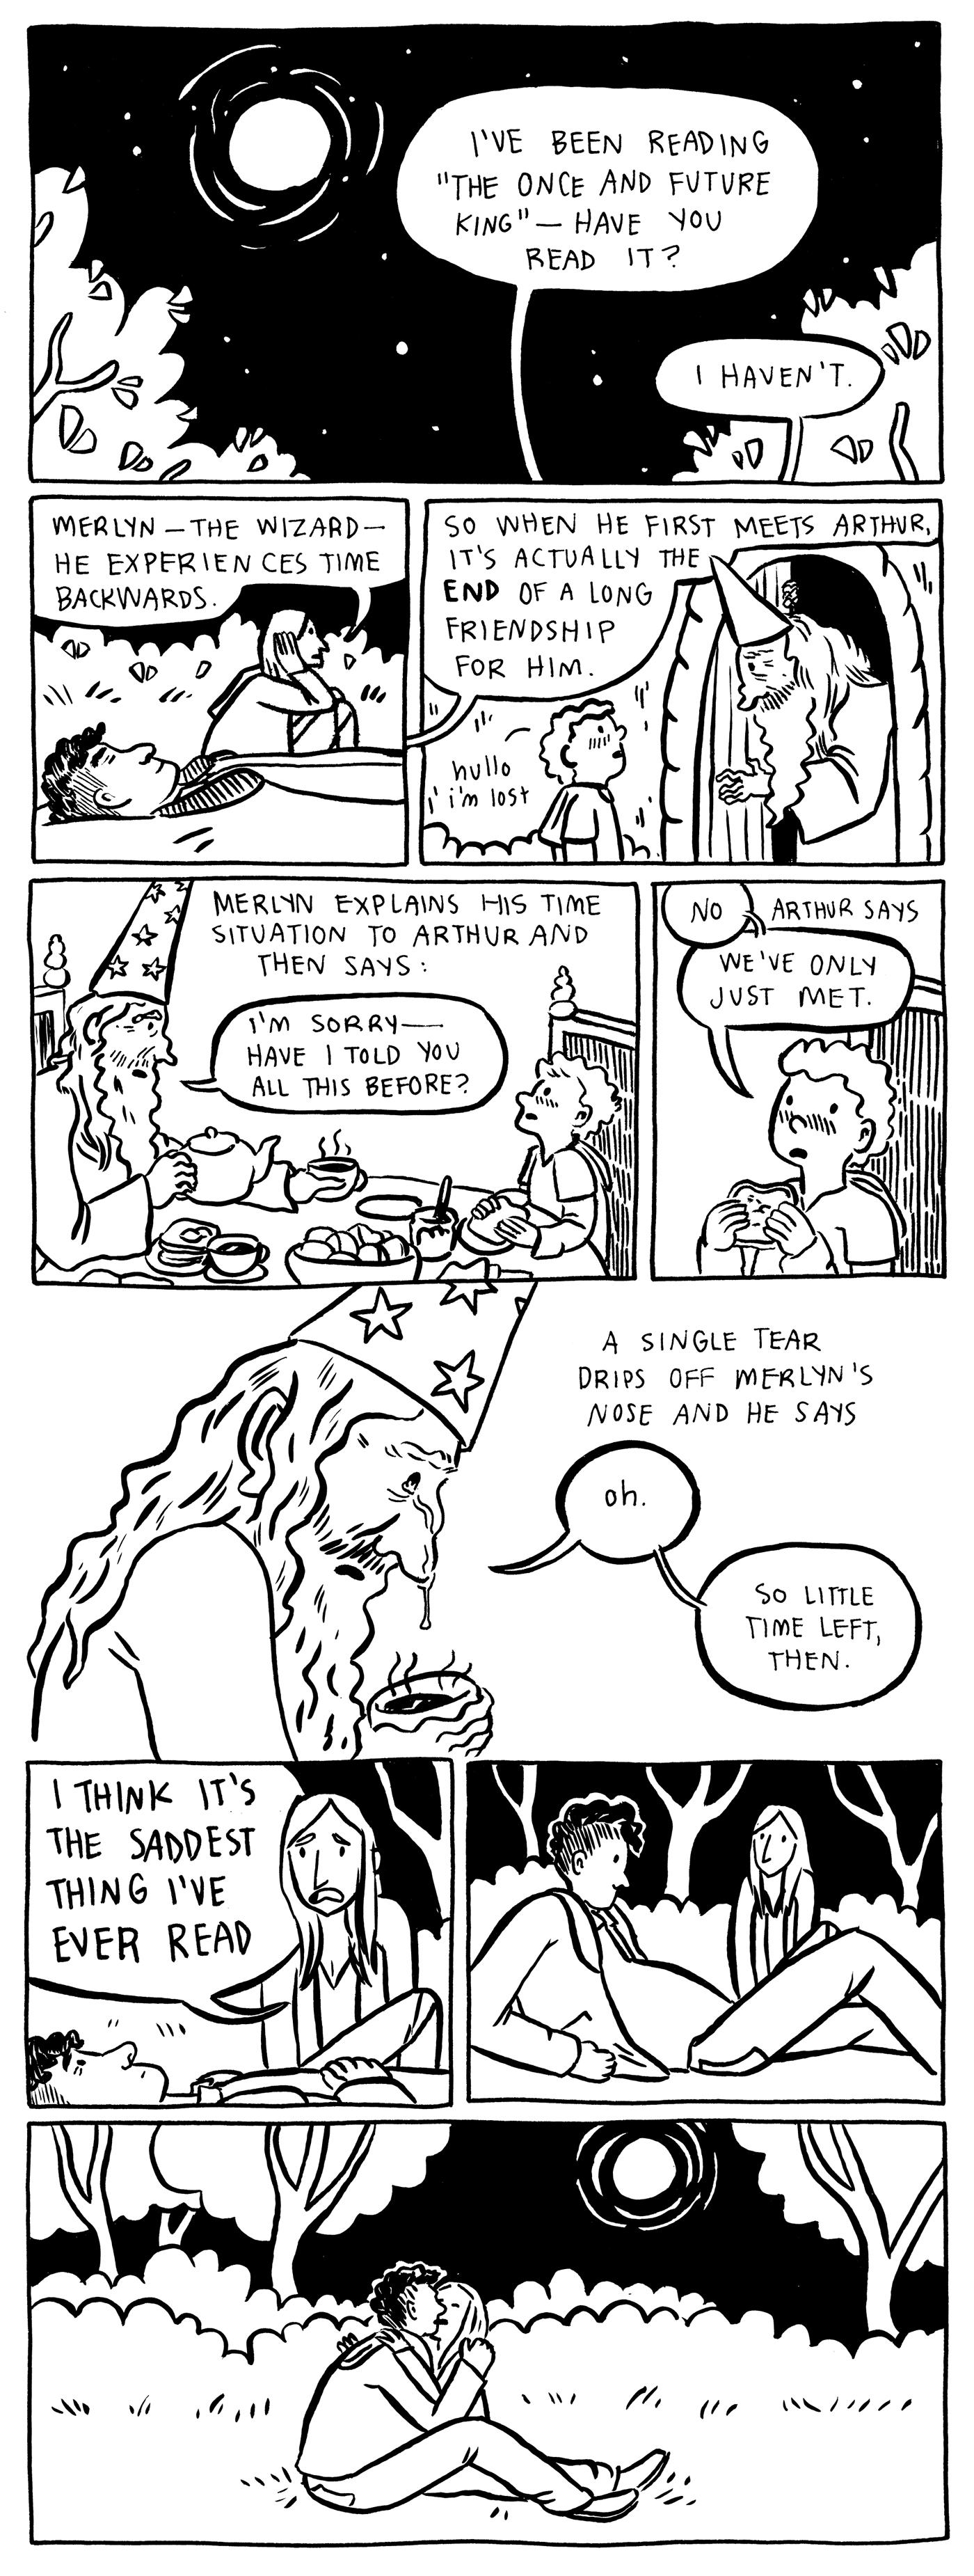 I'VE BEEN READING
"THE ONCE AND FUTURE
KING" — HAVE YOU
READ IT?
I HAVEN'T.
MERLYN — THE WIZARD —
HE EXPERIENCES TIME
BACKWARDS.
SO WHEN HE FIRST MEETS ARTHUR,
IT'S ACTUALLY THE
END OF A LONG
FRIENDSHIP
FOR HIM.
hullo
i'm lost
MERLYN EXPLAINS HIS TIME
SITUATION TO ARTHUR AND
THEN SAYS:
I'M SORRY —
HAVE I TOLD YOU
ALL THIS BEFORE?
NO
ARTHUR SAYS
WE'VE ONLY
JUST MET.
A SINGLE TEAR
DRIPS OFF MERLYN'S
NOSE AND HE SAYS
oh.
SO LITTLE
TIME LEFT,
THEN.
I THINK IT'S
THE SADDEST
THING I'VE
EVER READ